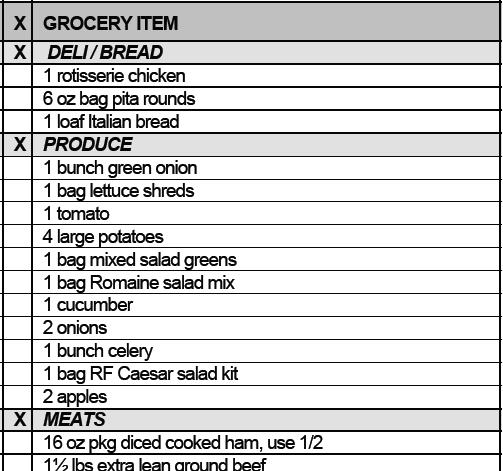 X GROCERY ITEM
X DELI / BREAD
1 rotisserie chicken
6 oz bag pita rounds
1 loaf Italian bread
X PRODUCE
1 bunch green onion
1 bag lettuce shreds
1 tomato
4 large potatoes
1 bag mixed salad greens
1 bag Romaine salad mix
1 cucumber
2 onions
1 bunch celery
1 bag RF Caesar salad kit
2 apples
X MEATS
16 oz pkg diced cooked ham, use 1/2
1½ lbs extra lean ground beef